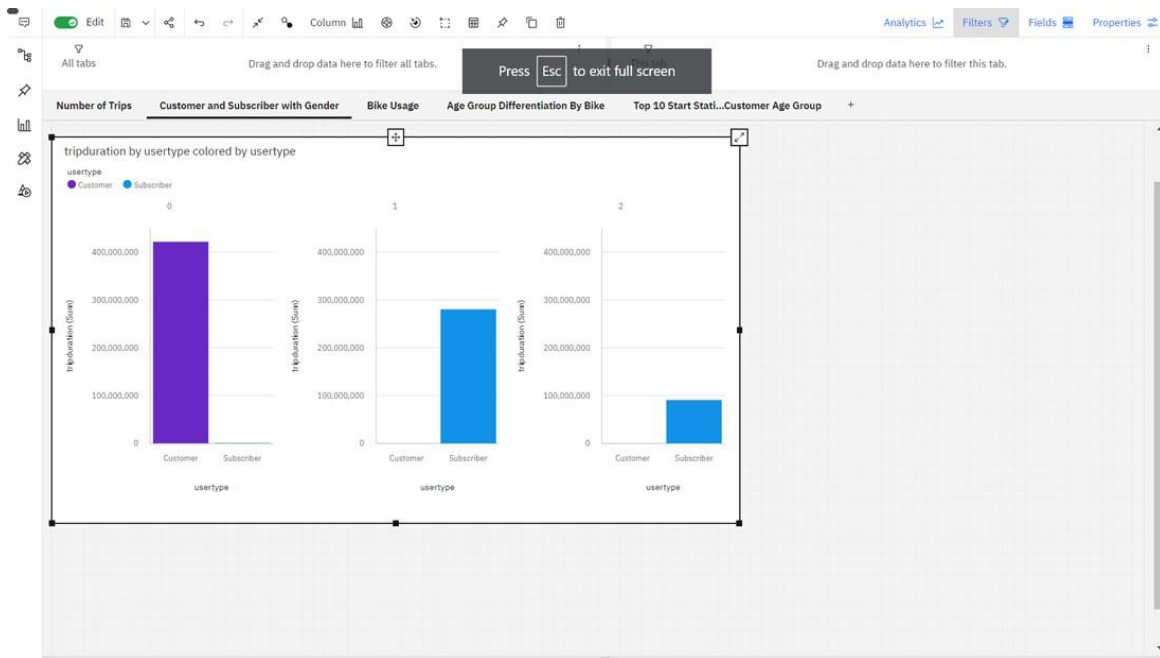 Edit Column Analytics Filters Fields Properties
All tabs Drag and drop data here to filter all tabs. This tab Drag and drop data here to filter this tab.
Press Esc to exit full screen
Number of Trips Customer and Subscriber with Gender Bike Usage Age Group Differentiation By Bike Top 10 Start Stati...Customer Age Group +
tripduration by usertype colored by usertype
usertype
Customer Subscriber
0 1 2
400,000,000 400,000,000 400,000,000
300,000,000 300,000,000 300,000,000
tripduration (Sum) tripduration (Sum) tripduration (Sum)
200,000,000 200,000,000 200,000,000
100,000,000 100,000,000 100,000,000
0 0 0
Customer Subscriber Customer Subscriber Customer Subscriber
usertype usertype usertype